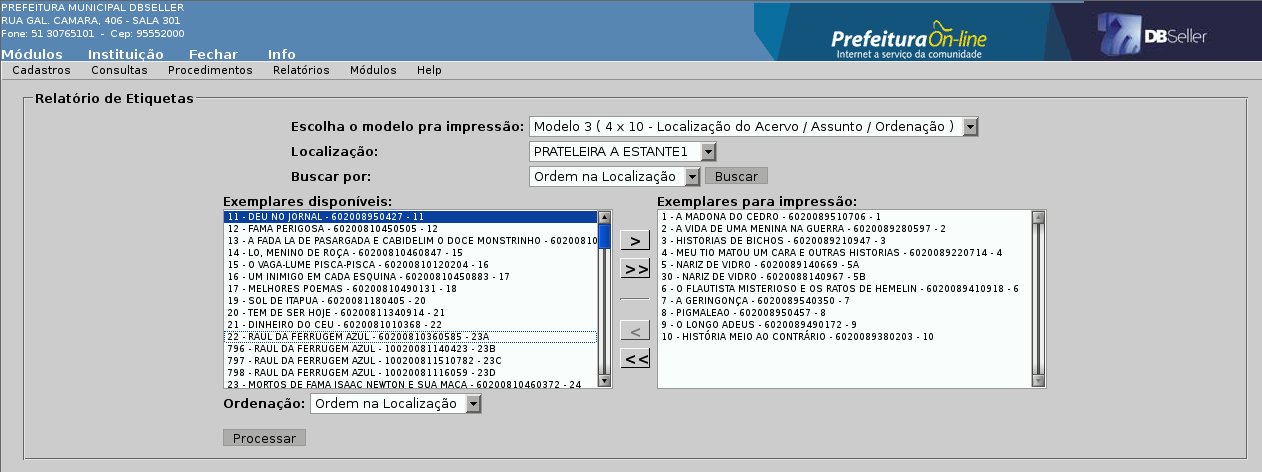 PREFEITURA MUNICIPAL DBSELLER
RUA GAL. CAMARA, 406 - SALA 301
Fone: 51 30765101 - Cep: 95552000
Prefeitura On-line
Internet a serviço da comunidade
DBSeller
Módulos Instituição Fechar Info
Cadastros Consultas Procedimentos Relatórios Módulos Help
Relatório de Etiquetas
Escolha o modelo pra impressão: Modelo 3 ( 4 x 10 - Localização do Acervo / Assunto / Ordenação )
Localização: PRATELEIRA A ESTANTE1
Buscar por: Ordem na Localização Buscar
Exemplares disponíveis:
11 - DEU NO JORNAL - 602008950427 - 11
12 - FAMA PERIGOSA - 60200810450505 - 12
13 - A FADA LA DE PASARGADA E CABIDELIM O DOCE MONSTRINHO - 60200810
14 - LO, MENINO DE ROÇA - 60200810460847 - 15
15 - O VAGA-LUME PISCA-PISCA - 60200810120204 - 16
16 - UM INIMIGO EM CADA ESQUINA - 60200810450883 - 17
17 - MELHORES POEMAS - 60200810490131 - 18
19 - SOL DE ITAPUA - 6020081180405 - 20
20 - TEM DE SER HOJE - 60200811340914 - 21
21 - DINHEIRO DO CEU - 602008101036​8 - 22
22 - RAUL DA FERRUGEM AZUL - 60200810360585 - 23A
796 - RAUL DA FERRUGEM AZUL - 10020081140423 - 23B
797 - RAUL DA FERRUGEM AZUL - 100200811510782 - 23C
798 - RAUL DA FERRUGEM AZUL - 1002008116059 - 23D
23 - MORTOS DE FAMA ISAAC NEWTON E SUA MACA - 60200810460372 - 24
>
>>
<
<<
Exemplares para impressão:
1 - A MADONA DO CEDRO - 6020089510706 - 1
2 - A VIDA DE UMA MENINA NA GUERRA - 6020089280597 - 2
3 - HISTORIAS DE BICHOS - 6020089210947 - 3
4 - MEU TIO MATOU UM CARA E OUTRAS HISTORIAS - 6020089220714 - 4
5 - NARIZ DE VIDRO - 6020089140669 - 5A
30 - NARIZ DE VIDRO - 6020088140967 - 5B
6 - O FLAUTISTA MISTERIOSO E OS RATOS DE HEMELIN - 6020089410918 - 6
7 - A GERINGONÇA - 6020089540350 - 7
8 - PIGMALEAO - 602008950457 - 8
9 - O LONGO ADEUS - 6020089490172 - 9
10 - HISTÓRIA MEIO AO CONTRÁRIO - 6020089380203 - 10
Ordenação: Ordem na Localização
Processar